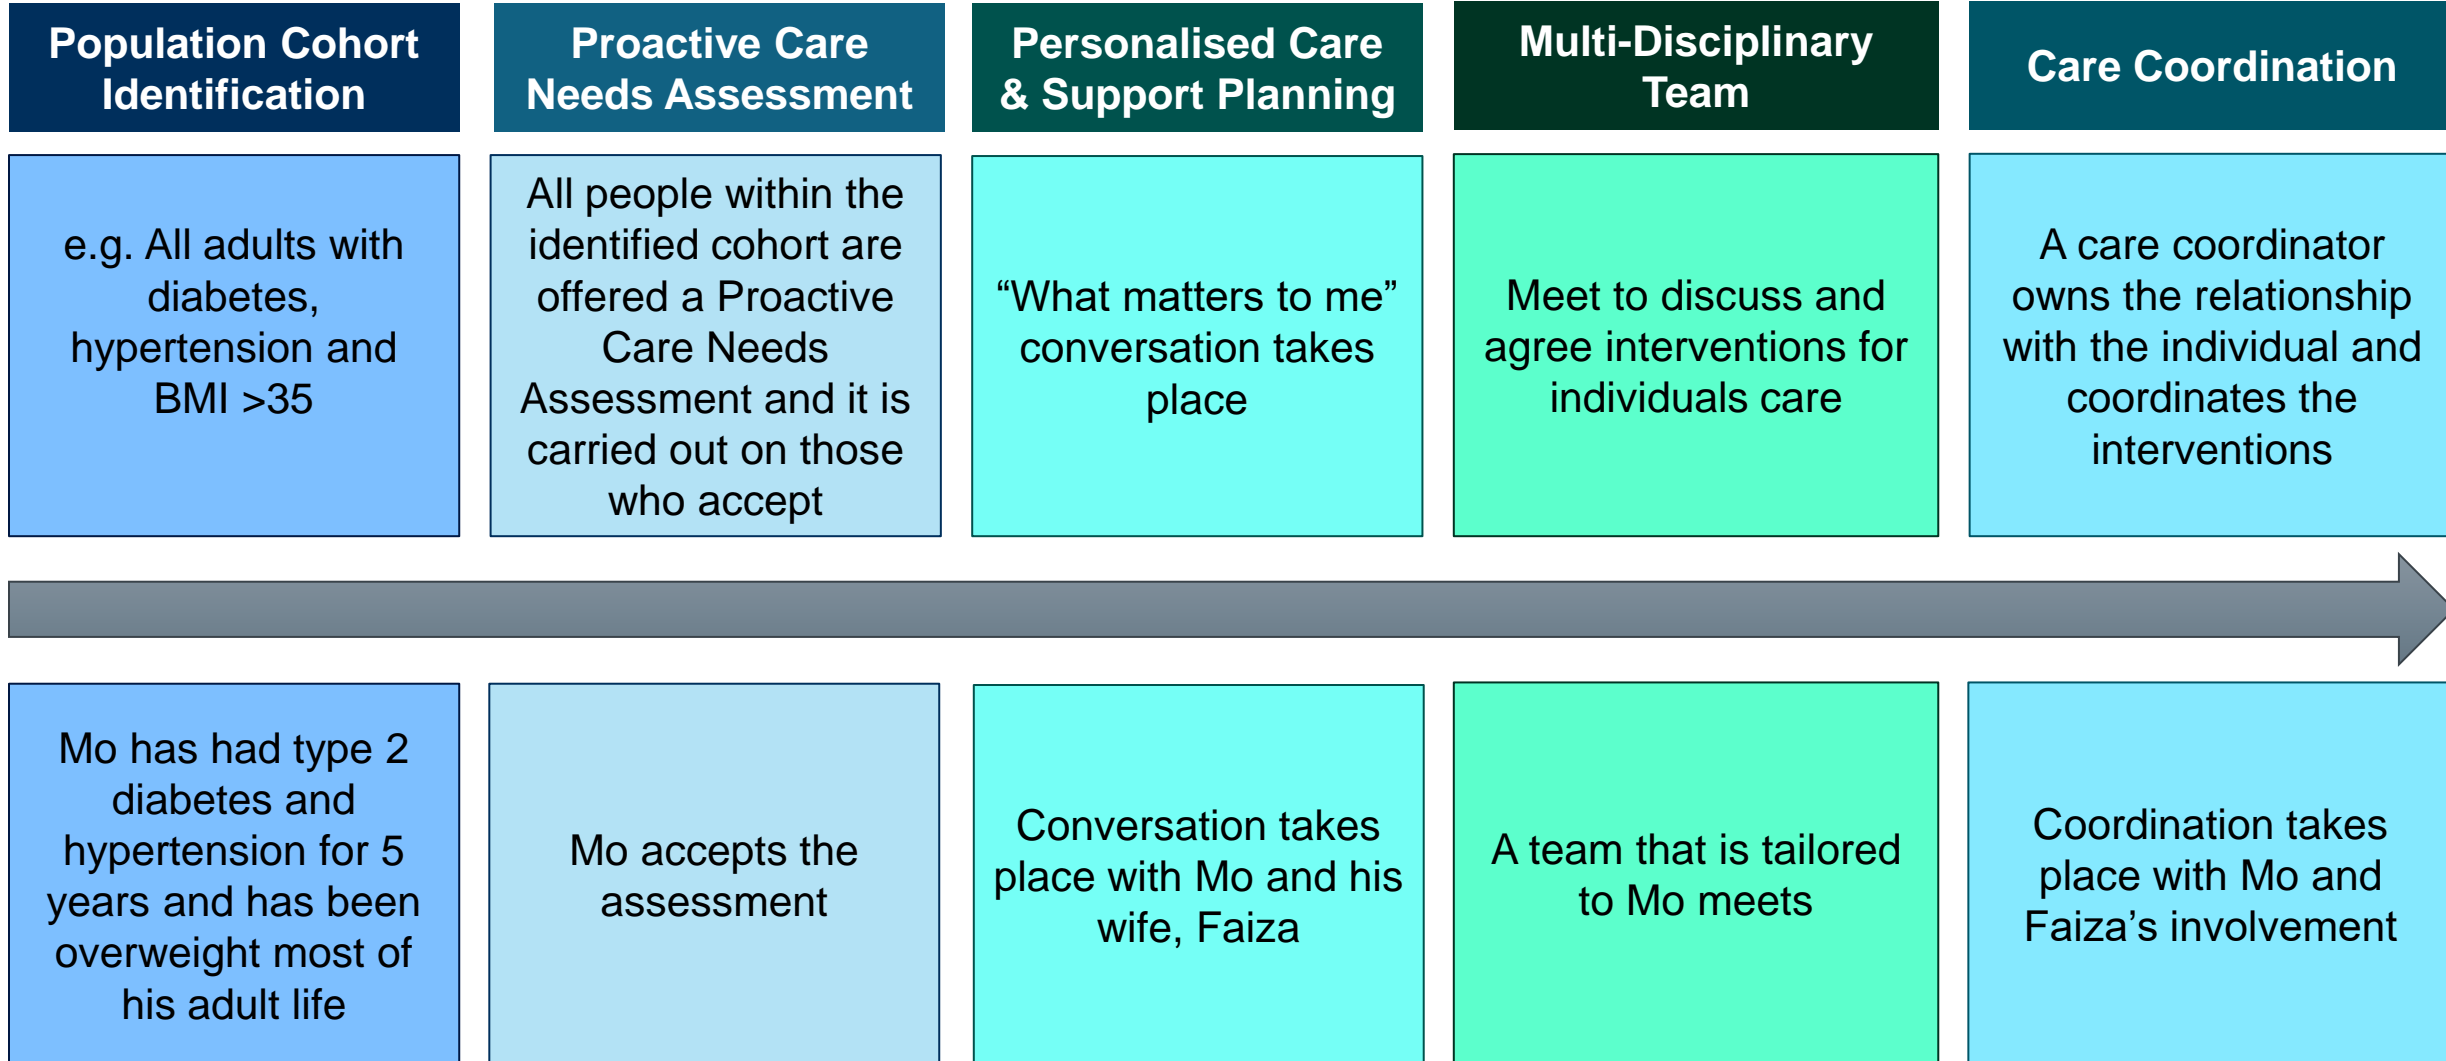 Population Cohort
Identification
Proactive Care
Needs Assessment
Personalised Care
& Support Planning
Multi-Disciplinary
Team
Care Coordination
e.g. All adults with
diabetes,
hypertension and
BMI >35
All people within the
identified cohort are
offered a Proactive
Care Needs
Assessment and it is
carried out on those
who accept
“What matters to me”
conversation takes
place
Meet to discuss and
agree interventions for
individuals care
A care coordinator
owns the relationship
with the individual and
coordinates the
interventions
Mo has had type 2
diabetes and
hypertension for 5
years and has been
overweight most of
his adult life
Mo accepts the
assessment
Conversation takes
place with Mo and his
wife, Faiza
A team that is tailored
to Mo meets
Coordination takes
place with Mo and
Faiza’s involvement